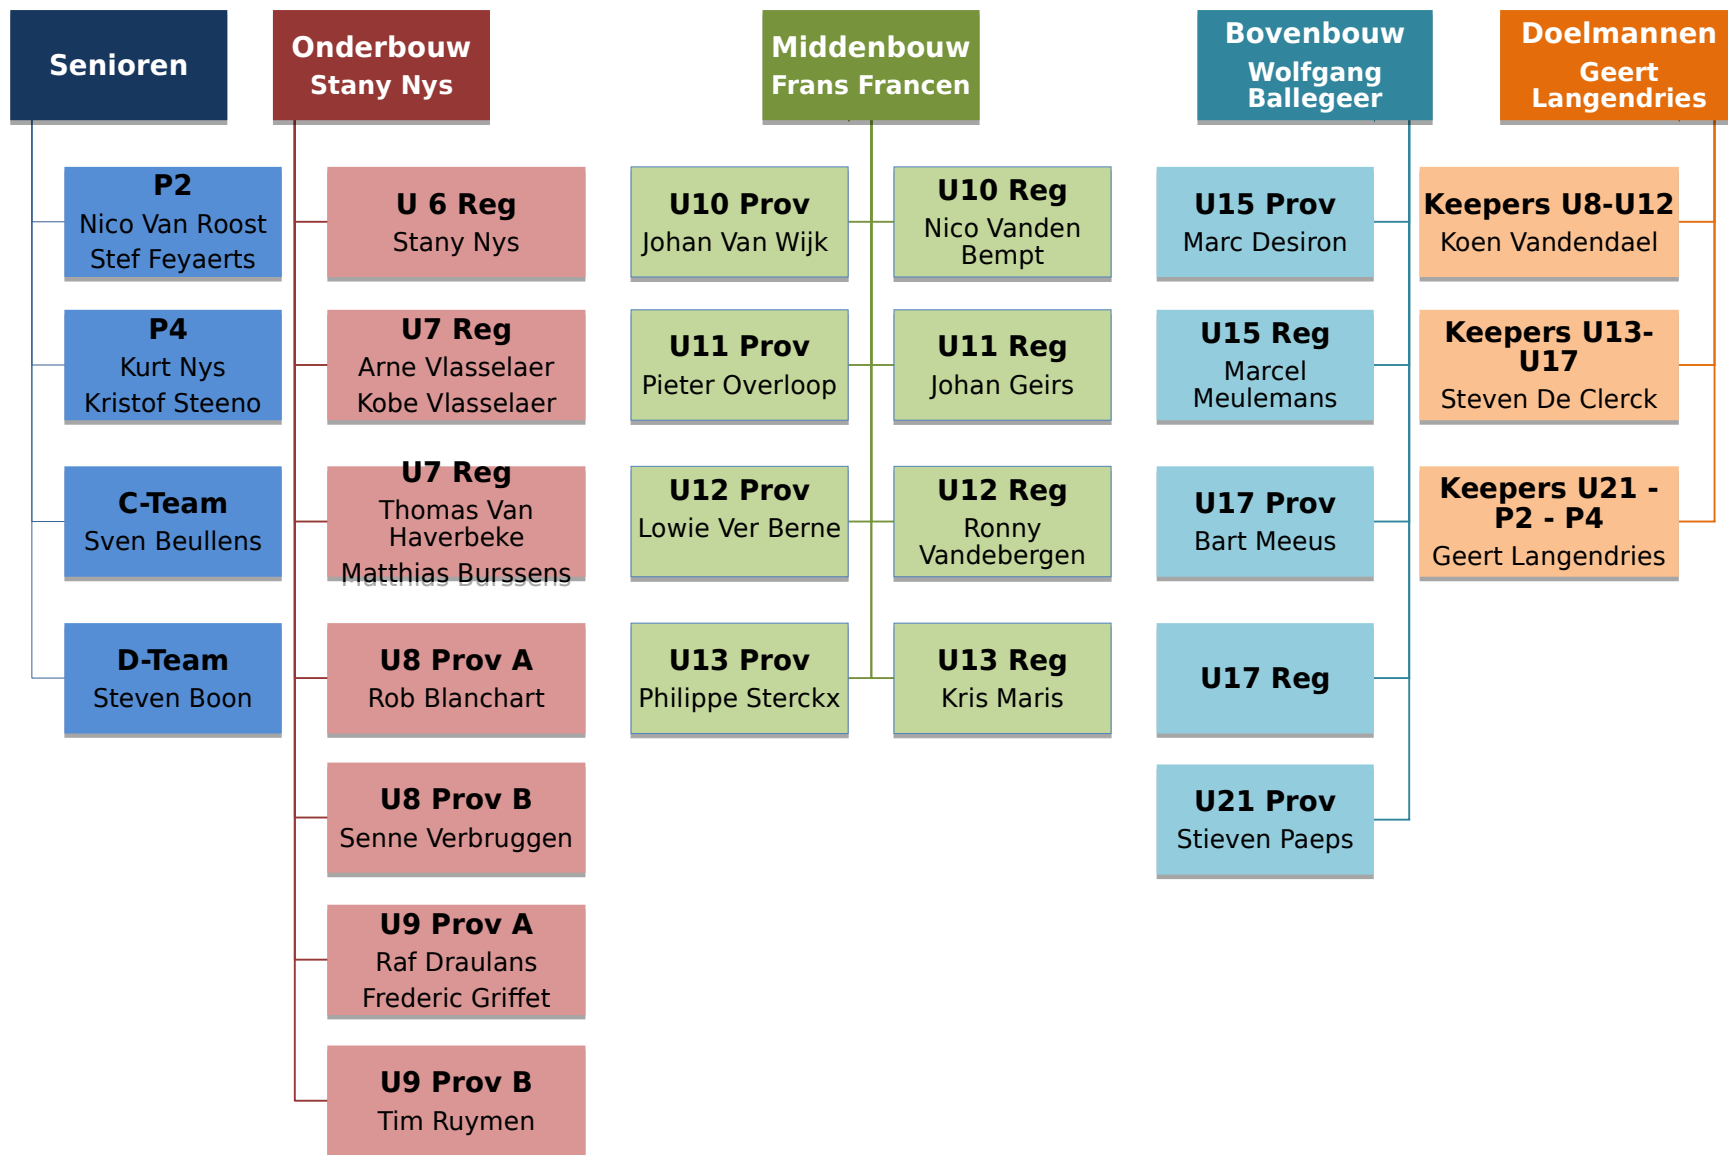 Senioren
P2
Nico Van Roost
Stef Feyaerts
P4
Kurt Nys
Kristof Steeno
C-Team
Sven Beullens
D-Team
Steven Boon
Onderbouw
Stany Nys
U 6 Reg
Stany Nys
U7 Reg
Arne Vlasselaer
Kobe Vlasselaer
U7 Reg
Thomas Van
Haverbeke
Matthias Burssens
U8 Prov A
Rob Blanchart
U8 Prov B
Senne Verbruggen
U9 Prov A
Raf Draulans
Frederic Griffet
U9 Prov B
Tim Ruymen
Middenbouw
Frans Francen
U10 Prov
Johan Van Wijk
U10 Reg
Nico Vanden
Bempt
U11 Prov
Pieter Overloop
U11 Reg
Johan Geirs
U12 Prov
Lowie Ver Berne
U12 Reg
Ronny
Vandebergen
U13 Prov
Philippe Sterckx
U13 Reg
Kris Maris
Bovenbouw
Wolfgang
Ballegeer
U15 Prov
Marc Desiron
U15 Reg
Marcel
Meulemans
U17 Prov
Bart Meeus
U17 Reg
U21 Prov
Stieven Paeps
Doelmannen
Geert
Langendries
Keepers U8-U12
Koen Vandendael
Keepers U13-
U17
Steven De Clerck
Keepers U21 -
P2 - P4
Geert Langendries